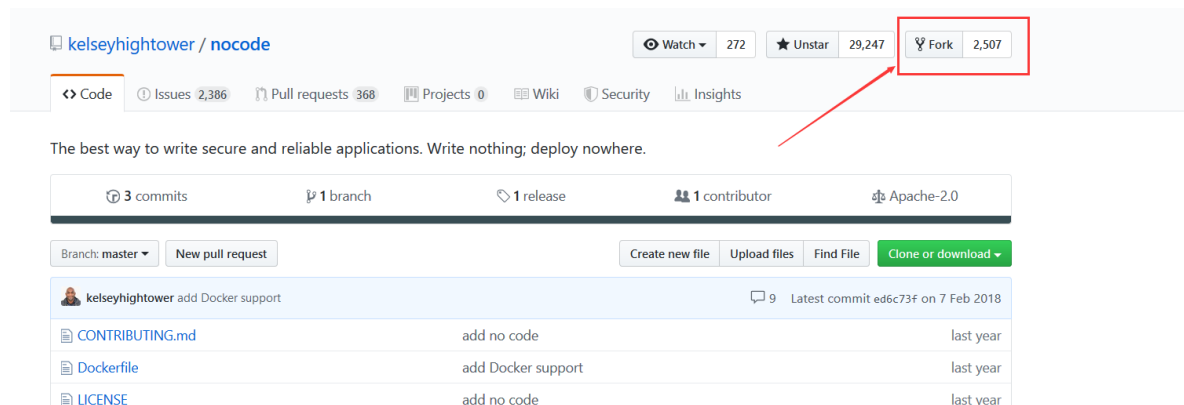 kelseyhightower / nocode
Watch 272 Unstar 29,247 Fork 2,507
Code Issues 2,386 Pull requests 368 Projects 0 Wiki Security Insights
The best way to write secure and reliable applications. Write nothing; deploy nowhere.
3 commits 1 branch 1 release 1 contributor Apache-2.0
Branch: master New pull request Create new file Upload files Find File Clone or download
kelseyhightower add Docker support 9 Latest commit ed6c73f on 7 Feb 2018
CONTRIBUTING.md add no code last year
Dockerfile add Docker support last year
LICENSE add no code last year